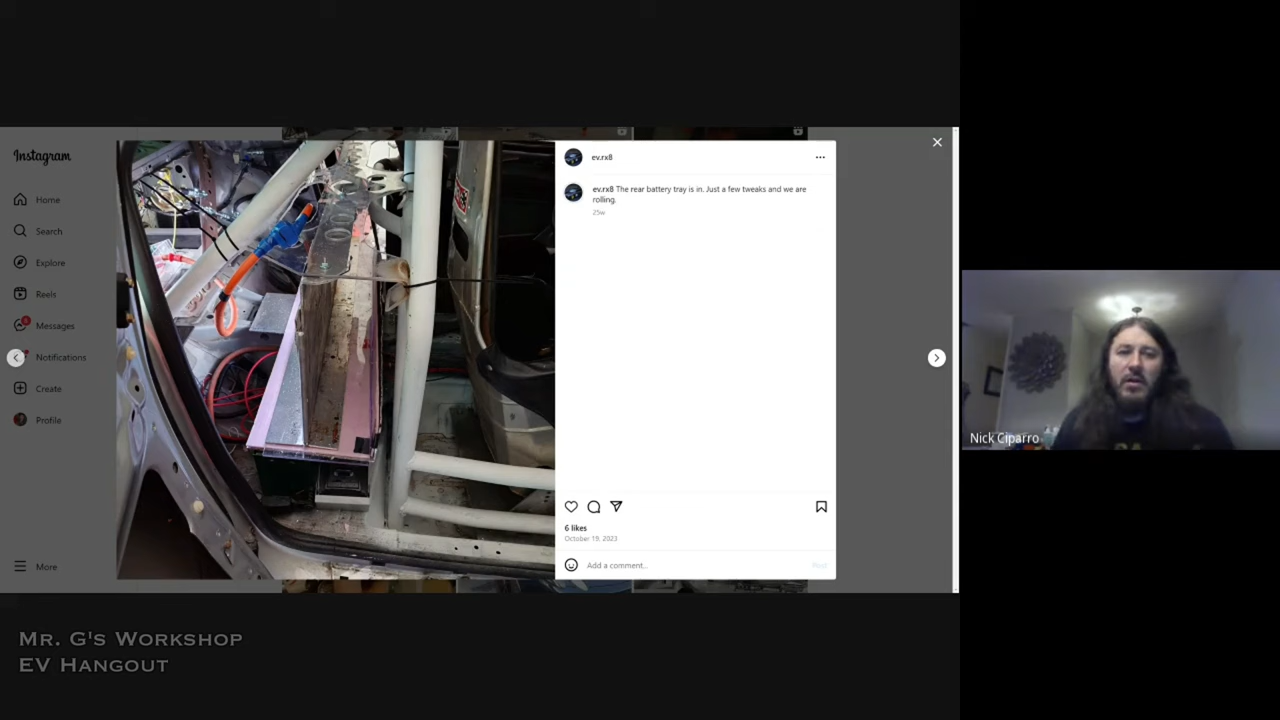 Instagram
Home
Search
Explore
Reels
Messages
Notifications
Create
Profile
More
ev.rx8
ev.rx8 The rear battery tray is in. Just a few tweaks and we are
rolling.
25w
6 likes
October 19, 2023
Add a comment...
Post
Nick Ciparro
Mr. G's Workshop
EV Hangout